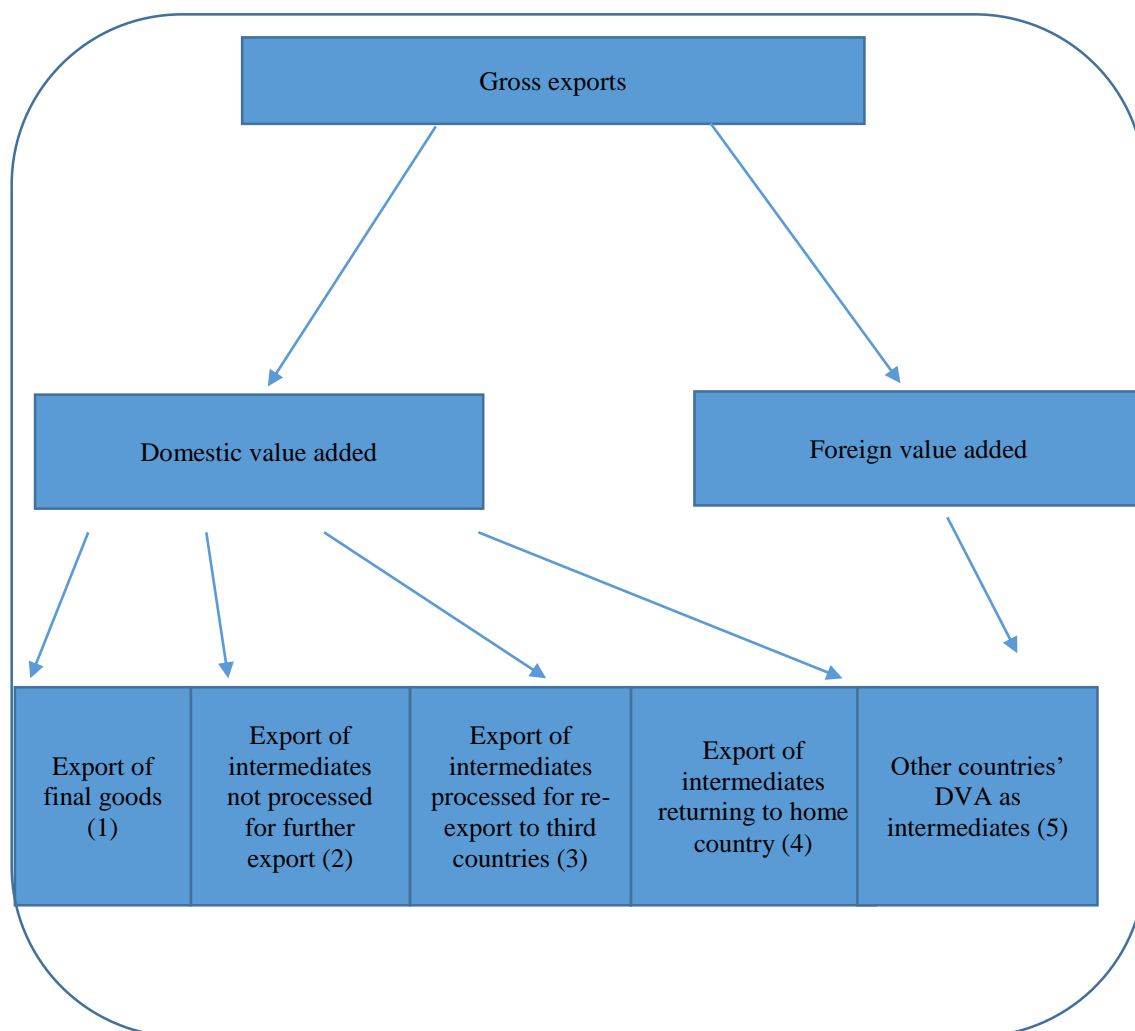 Gross exports
Domestic value added
Foreign value added
Export of
final goods
(1)
Export of
intermediates
not processed
for further
export (2)
Export of
intermediates
processed for re-
export to third
countries (3)
Export of
intermediates
returning to home
country (4)
Other countries’
DVA as
intermediates (5)